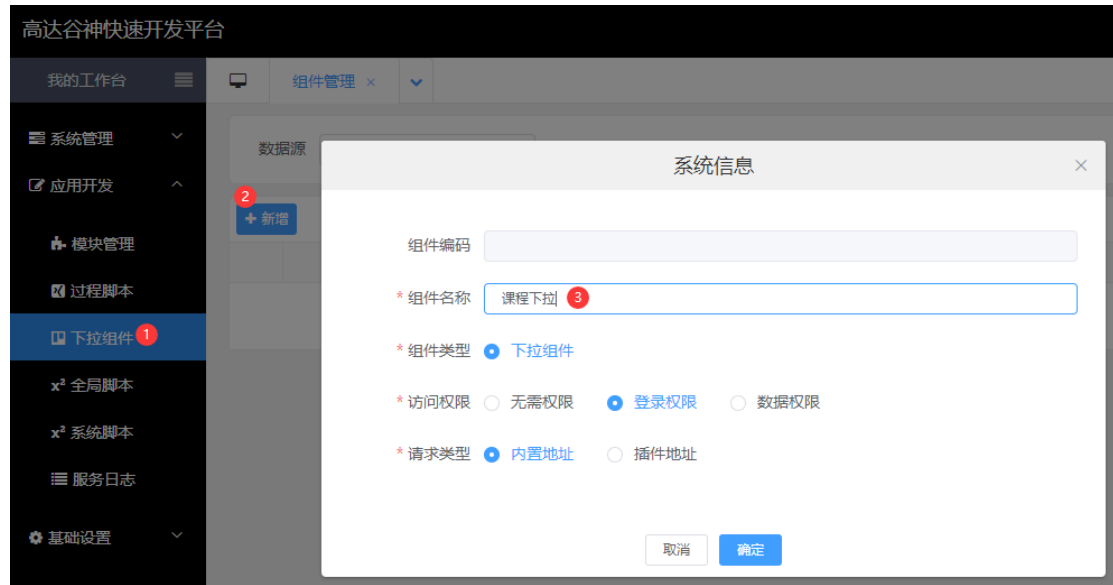 高达谷神快速开发平台
我的工作台
组件管理 ×
系统管理
数据源
系统信息 ×
应用开发
2
+ 新增
模块管理
组件编码
过程脚本
* 组件名称 课程下拉 3
下拉组件 1
* 组件类型 下拉组件
x² 全局脚本
* 访问权限 无需权限 登录权限 数据权限
x² 系统脚本
* 请求类型 内置地址 插件地址
服务日志
基础设置
取消 确定